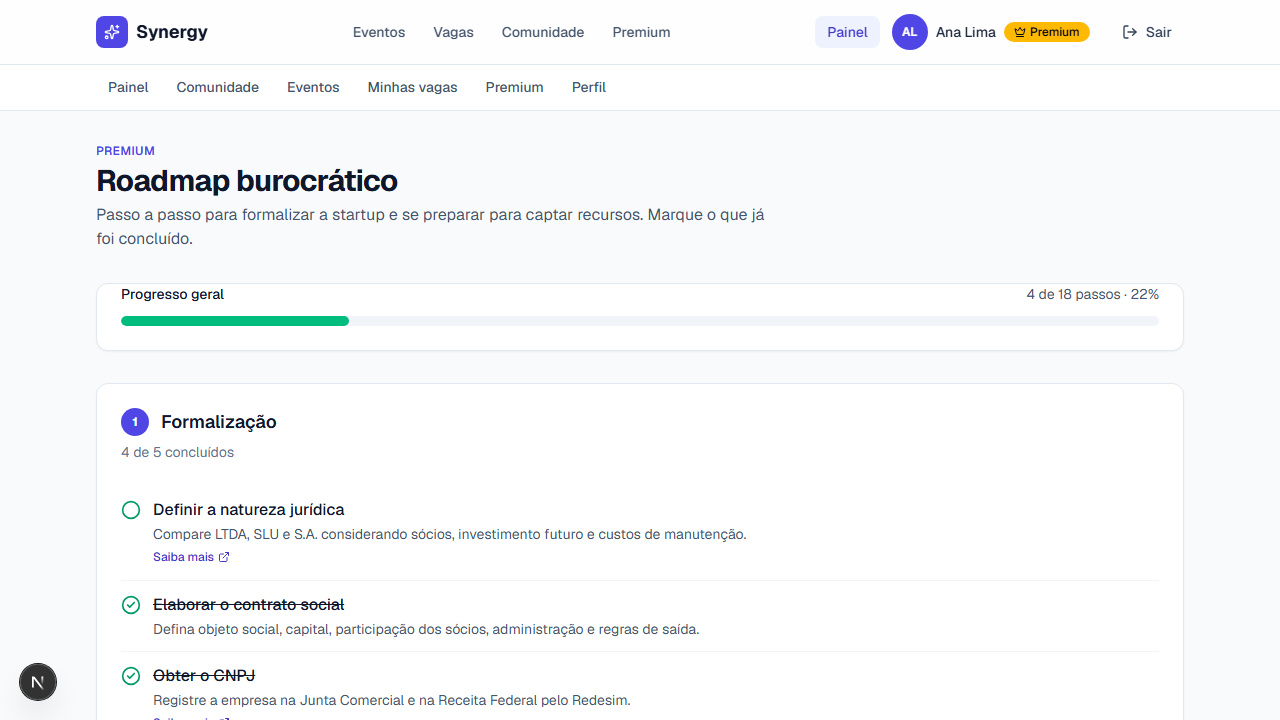 Synergy
Eventos
Vagas
Comunidade
Premium
Painel
AL
Ana Lima
Premium
Sair
Painel
Comunidade
Eventos
Minhas vagas
Premium
Perfil
PREMIUM
Roadmap burocrático
Passo a passo para formalizar a startup e se preparar para captar recursos. Marque o que já
foi concluído.
Progresso geral
4 de 18 passos · 22%
1
Formalização
4 de 5 concluídos
Definir a natureza jurídica
Compare LTDA, SLU e S.A. considerando sócios, investimento futuro e custos de manutenção.
Saiba mais
Elaborar o contrato social
Defina objeto social, capital, participação dos sócios, administração e regras de saída.
Obter o CNPJ
Registre a empresa na Junta Comercial e na Receita Federal pelo Redesim.
N